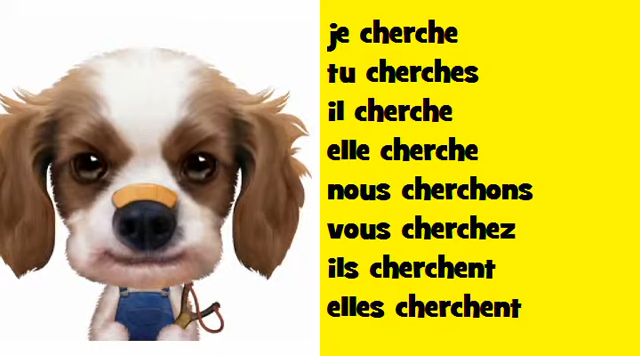 je cherche
tu cherches
il cherche
elle cherche
nous cherchons
vous cherchez
ils cherchent
elles cherchent